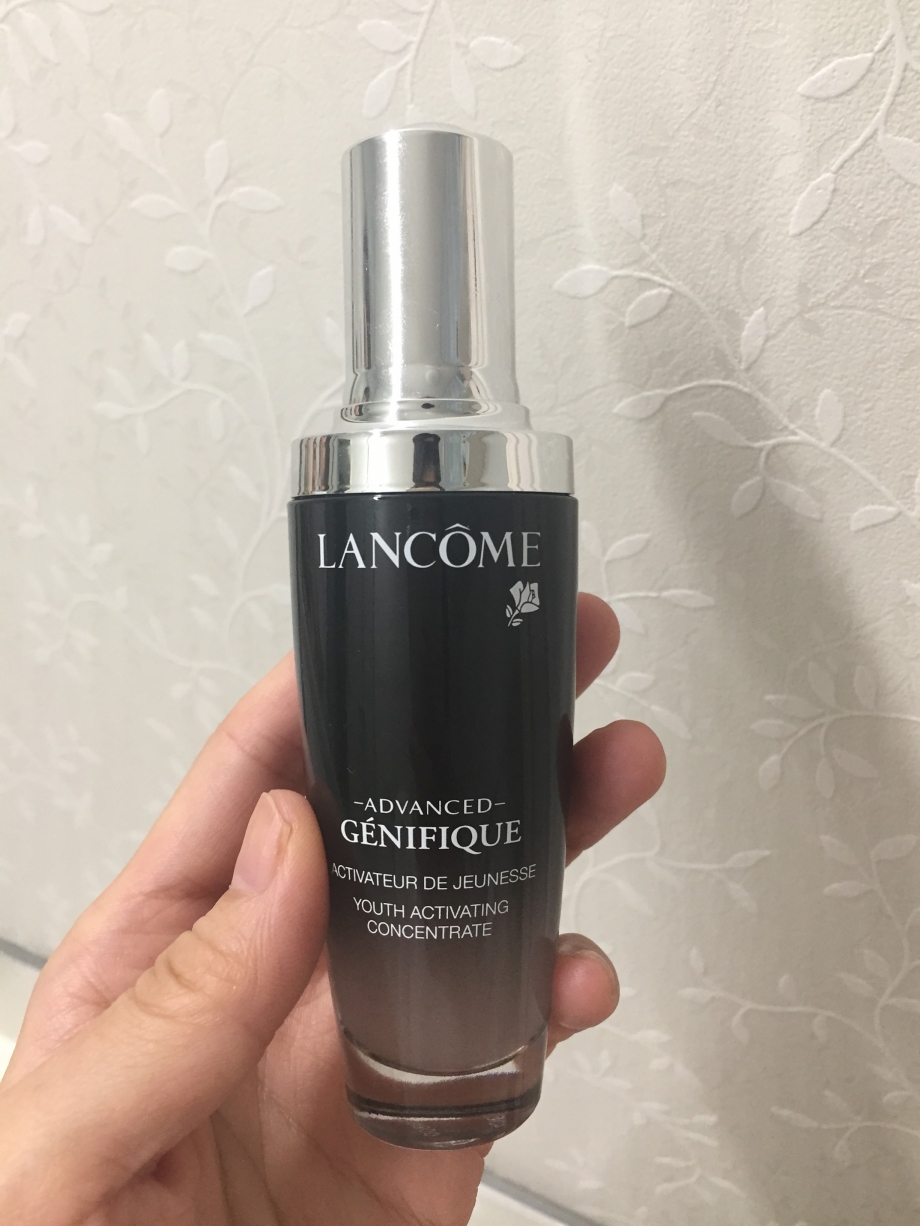 LANCÔME
–ADVANCED–
GÉNIFIQUE
ACTIVATEUR DE JEUNESSE
YOUTH ACTIVATING
CONCENTRATE